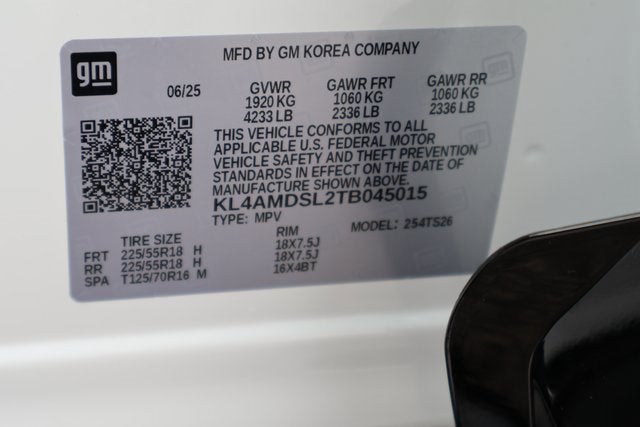 gm
MFD BY GM KOREA COMPANY
06/25
GVWR GAWR FRT GAWR RR
1920 KG 1060 KG 1060 KG
4233 LB 2336 LB 2336 LB
THIS VEHICLE CONFORMS TO ALL
APPLICABLE U.S. FEDERAL MOTOR
VEHICLE SAFETY AND THEFT PREVENTION
STANDARDS IN EFFECT ON THE DATE OF
MANUFACTURE SHOWN ABOVE.
KL4AMDSL2TB045015
TYPE: MPV MODEL: 254TS26
TIRE SIZE RIM
FRT 225/55R18 H 18X7.5J
RR 225/55R18 H 18X7.5J
SPA T125/70R16 M 16X4BT